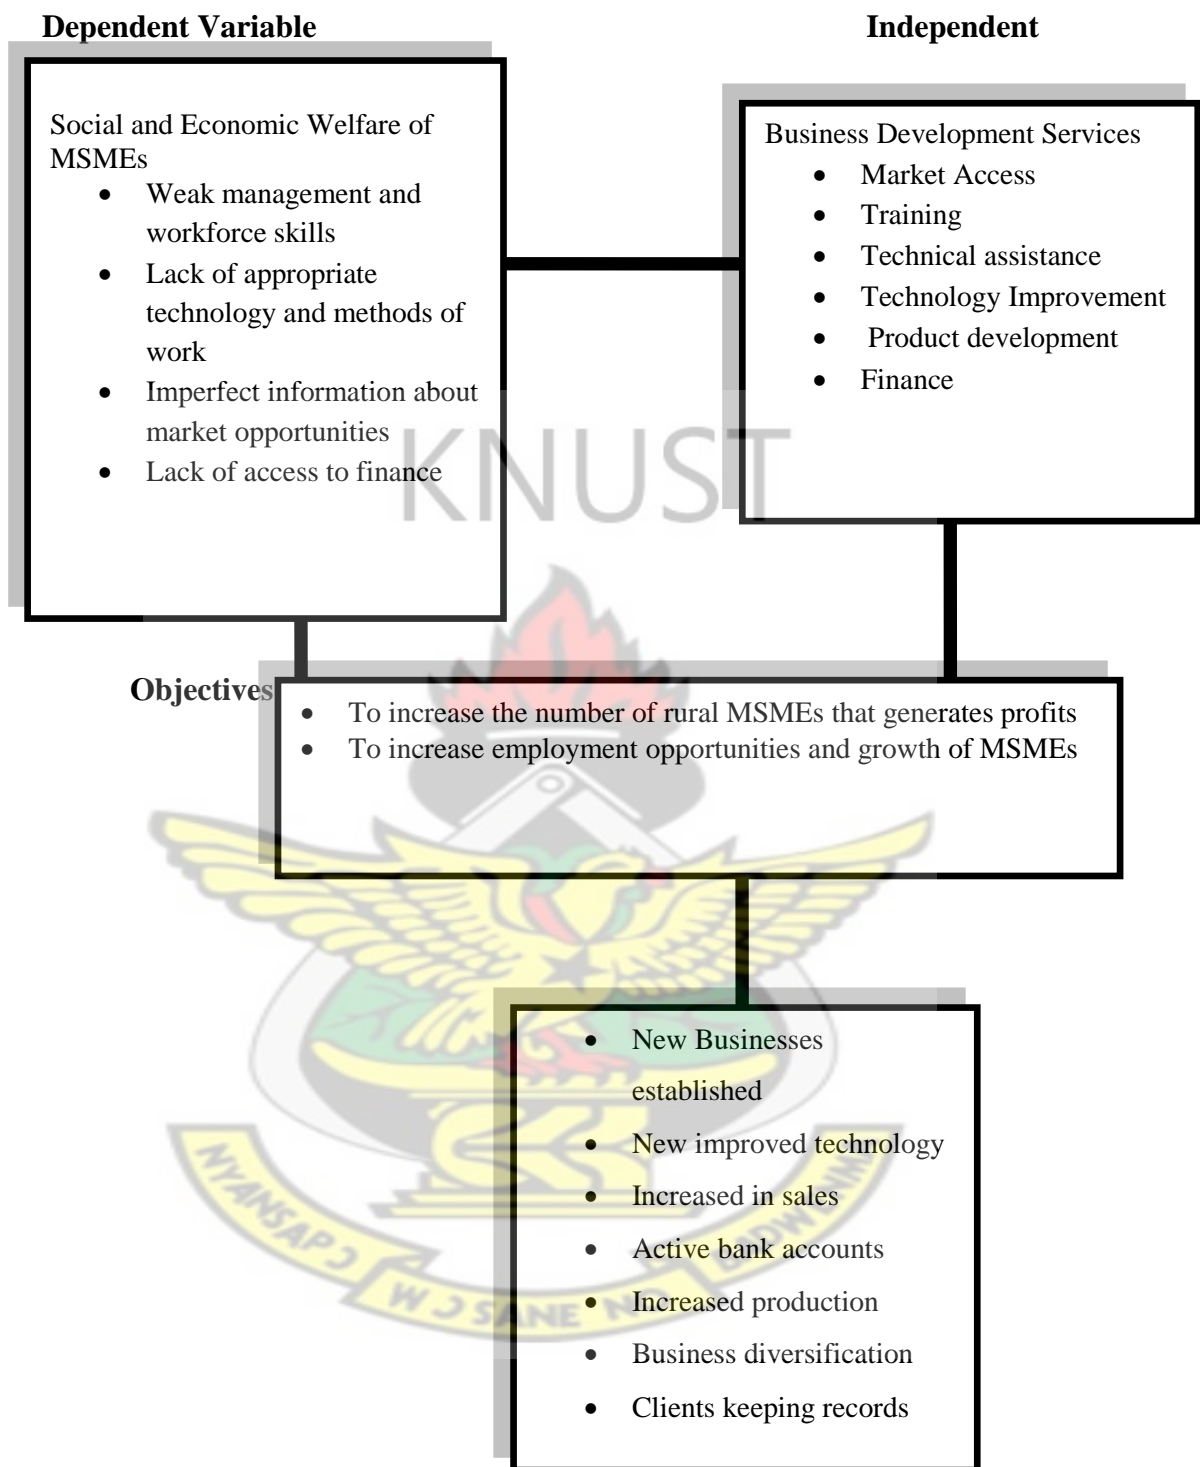 Dependent Variable
Independent
Social and Economic Welfare of
MSMEs
• Weak management and
workforce skills
• Lack of appropriate
technology and methods of
work
• Imperfect information about
market opportunities
• Lack of access to finance
Business Development Services
• Market Access
• Training
• Technical assistance
• Technology Improvement
• Product development
• Finance
KNUST
Objectives
• To increase the number of rural MSMEs that generates profits
• To increase employment opportunities and growth of MSMEs
• New Businesses
established
• New improved technology
• Increased in sales
• Active bank accounts
• Increased production
• Business diversification
• Clients keeping records
NYANSAPƆ WƆ SANE NO BADWENMA